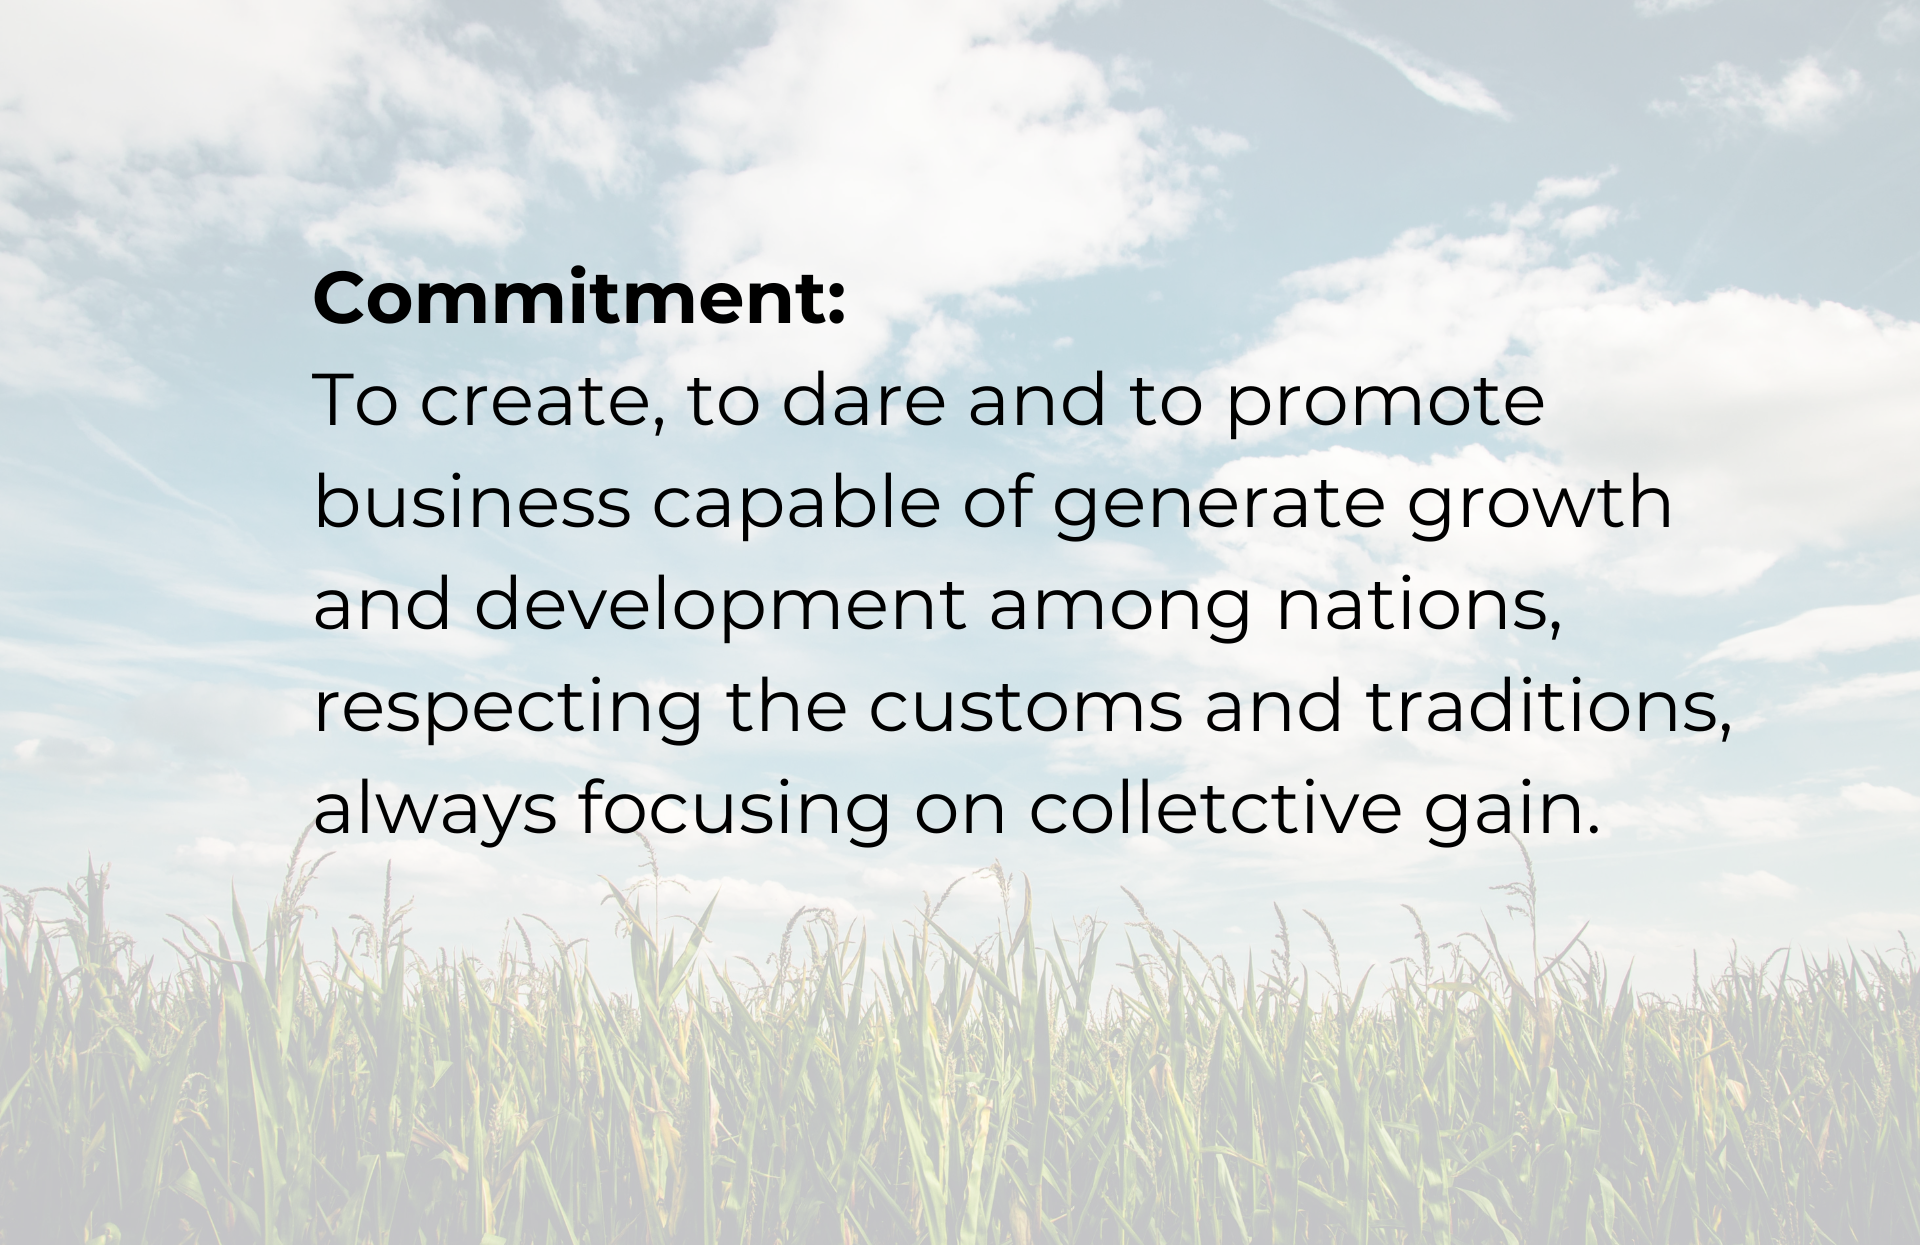 Commitment:
To create, to dare and to promote
business capable of generate growth
and development among nations,
respecting the customs and traditions,
always focusing on colletctive gain.